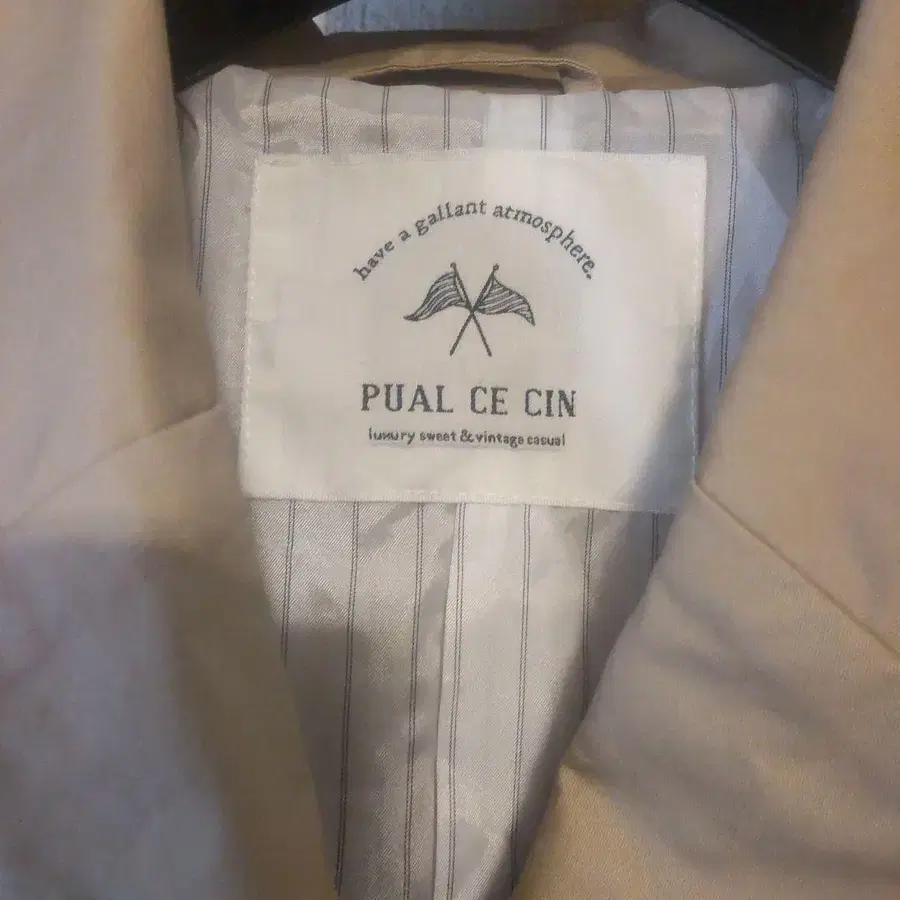 have a gallant atmosphere.
PUAL CE CIN
luxury sweet & vintage casual